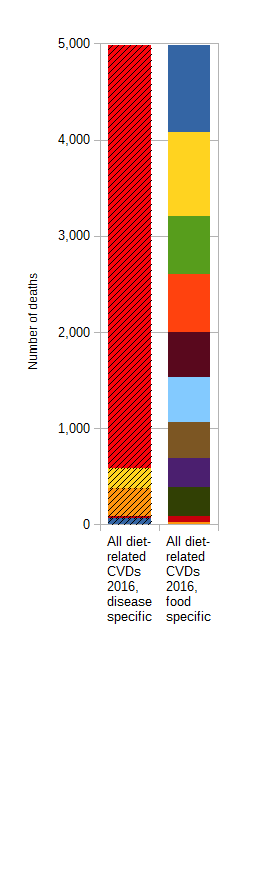 5,000
4,000
3,000
2,000
1,000
0
Number of deaths
All diet-
related
CVDs
2016,
disease
specific
All diet-
related
CVDs
2016,
food
specific